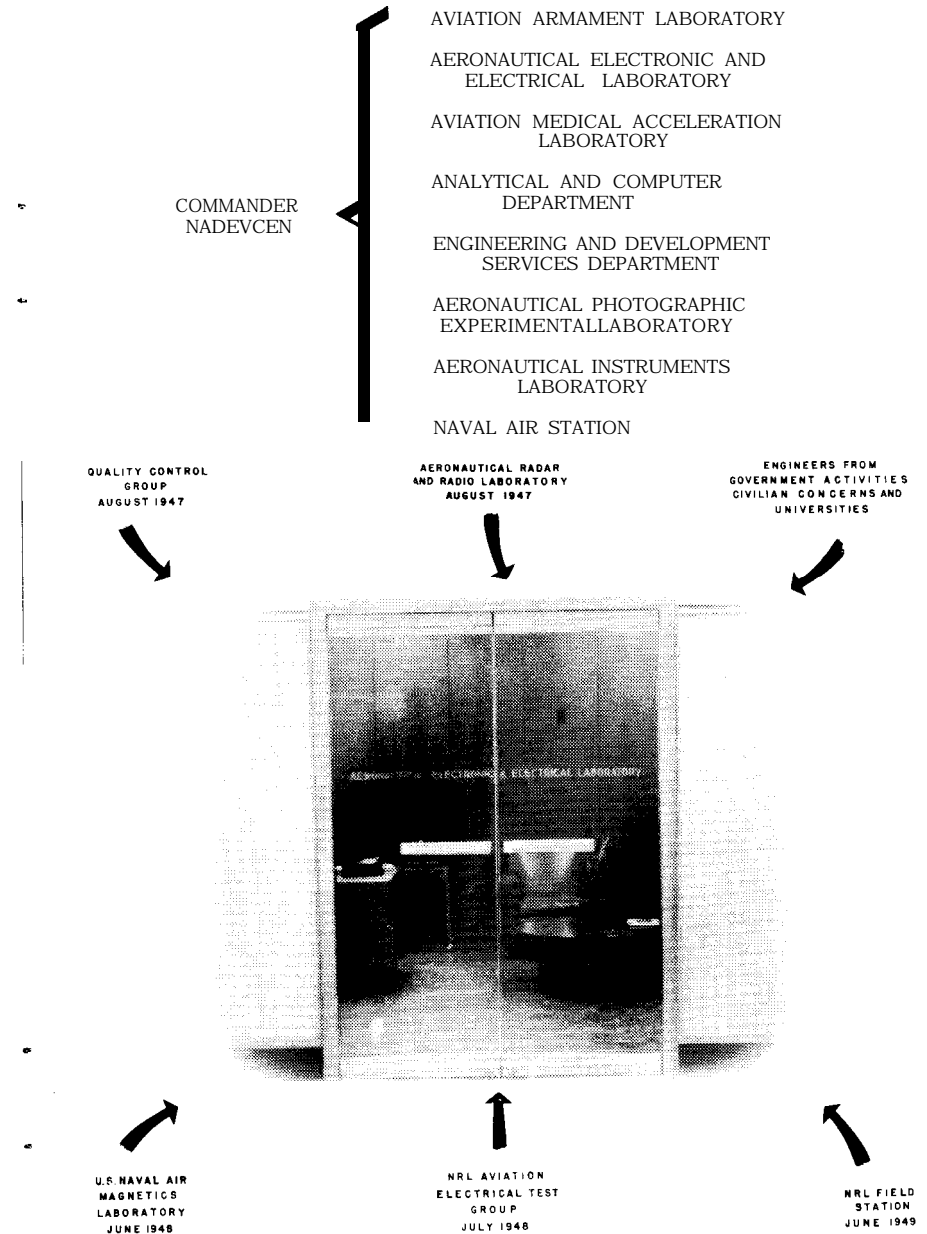 AVIATION ARMAMENT LABORATORY
AERONAUTICAL ELECTRONIC AND
ELECTRICAL LABORATORY
AVIATION MEDICAL ACCELERATION
LABORATORY
ANALYTICAL AND COMPUTER
DEPARTMENT
COMMANDER
NADEVCEN
ENGINEERING AND DEVELOPMENT
SERVICES DEPARTMENT
AERONAUTICAL PHOTOGRAPHIC
EXPERIMENTALLABORATORY
AERONAUTICAL INSTRUMENTS
LABORATORY
NAVAL AIR STATION
QUALITY CONTROL
GROUP
AUGUST 1947
AERONAUTICAL RADAR
AND RADIO LABORATORY
AUGUST 1947
ENGINEERS FROM
GOVERNMENT ACTIVITIES
CIVILIAN CONCERNS AND
UNIVERSITIES
AERONAUTICAL ELECTRONIC & ELECTRICAL LABORATORY
U.S. NAVAL AIR
MAGNETICS
LABORATORY
JUNE 1948
NRL AVIATION
ELECTRICAL TEST
GROUP
JULY 1948
NRL FIELD
STATION
JUNE 1949